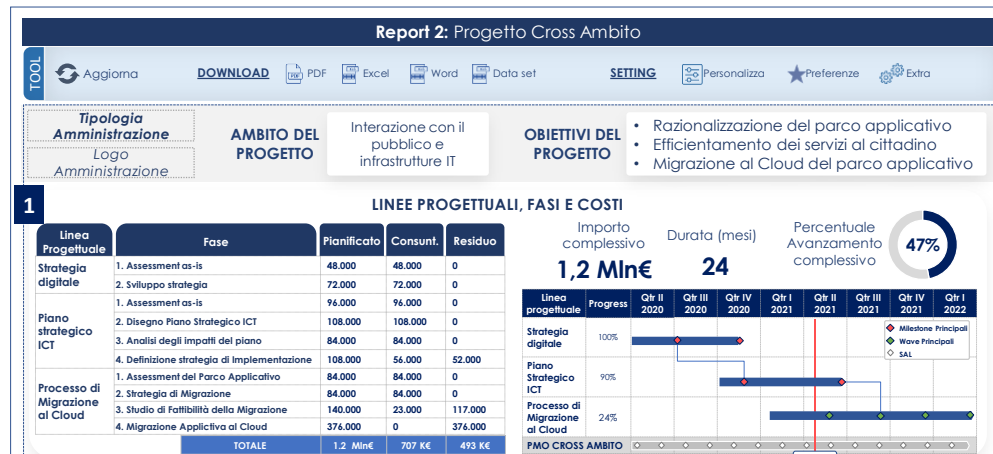 Report 2: Progetto Cross Ambito
TOOL
Aggiorna
DOWNLOAD
PDF
Excel
Word
Data set
SETTING
Personalizza
Preferenze
Extra
Tipologia
Amministrazione
Logo
Amministrazione
AMBITO DEL
PROGETTO
Interazione con il
pubblico e
infrastrutture IT
OBIETTIVI DEL
PROGETTO
• Razionalizzazione del parco applicativo
• Efficientamento dei servizi al cittadino
• Migrazione al Cloud del parco applicativo
1
LINEE PROGETTUALI, FASI E COSTI
Linea
Progettuale
Fase
Pianificato
Consunt.
Residuo
Strategia
digitale
1. Assessment as-is 48.000 48.000 0
2. Sviluppo strategia 72.000 72.000 0
Piano
strategico
ICT
1. Assessment as-is 96.000 96.000 0
2. Disegno Piano Strategico ICT 108.000 108.000 0
3. Analisi degli impatti del piano 84.000 84.000 0
4. Definizione strategia di Implementazione 108.000 56.000 52.000
Processo di
Migrazione
al Cloud
1. Assessment del Parco Applicativo 84.000 84.000 0
2. Strategia di Migrazione 84.000 84.000 0
3. Studio di Fattibilità della Migrazione 140.000 23.000 117.000
4. Migrazione Applictiva al Cloud 376.000 0 376.000
TOTALE 1.2 Mln€ 707 K€ 493 K€
Importo
complessivo
1,2 Mln€
Durata (mesi)
24
Percentuale
Avanzamento
complessivo
47%
Linea
progettuale
Progress
Qtr II
2020
Qtr III
2020
Qtr IV
2020
Qtr I
2021
Qtr II
2021
Qtr III
2021
Qtr IV
2021
Qtr I
2022
Strategia
digitale
100%
Milestone Principali
Wave Principali
SAL
Piano
Strategico
ICT
90%
Processo di
Migrazione
al Cloud
24%
PMO CROSS AMBITO